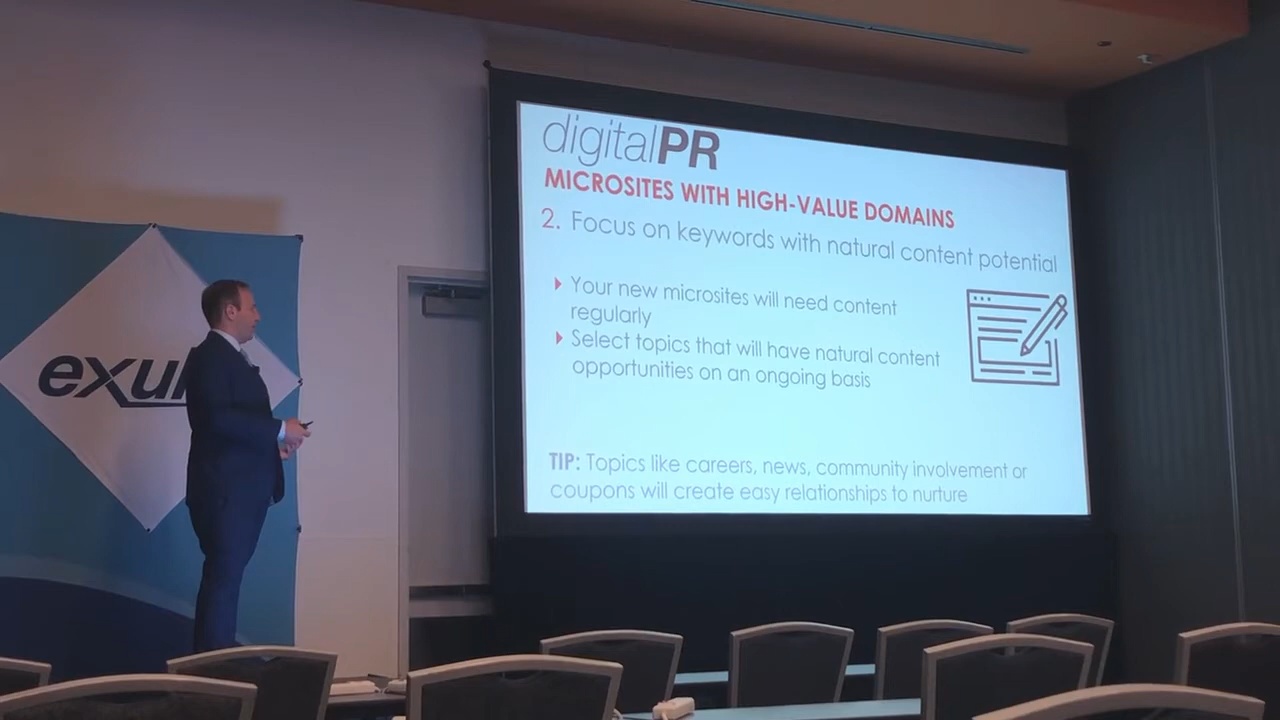 digitalPR
MICROSITES WITH HIGH-VALUE DOMAINS
2. Focus on keywords with natural content potential
Your new microsites will need content
regularly
Select topics that will have natural content
opportunities on an ongoing basis
TIP: Topics like careers, news, community involvement or
coupons will create easy relationships to nurture